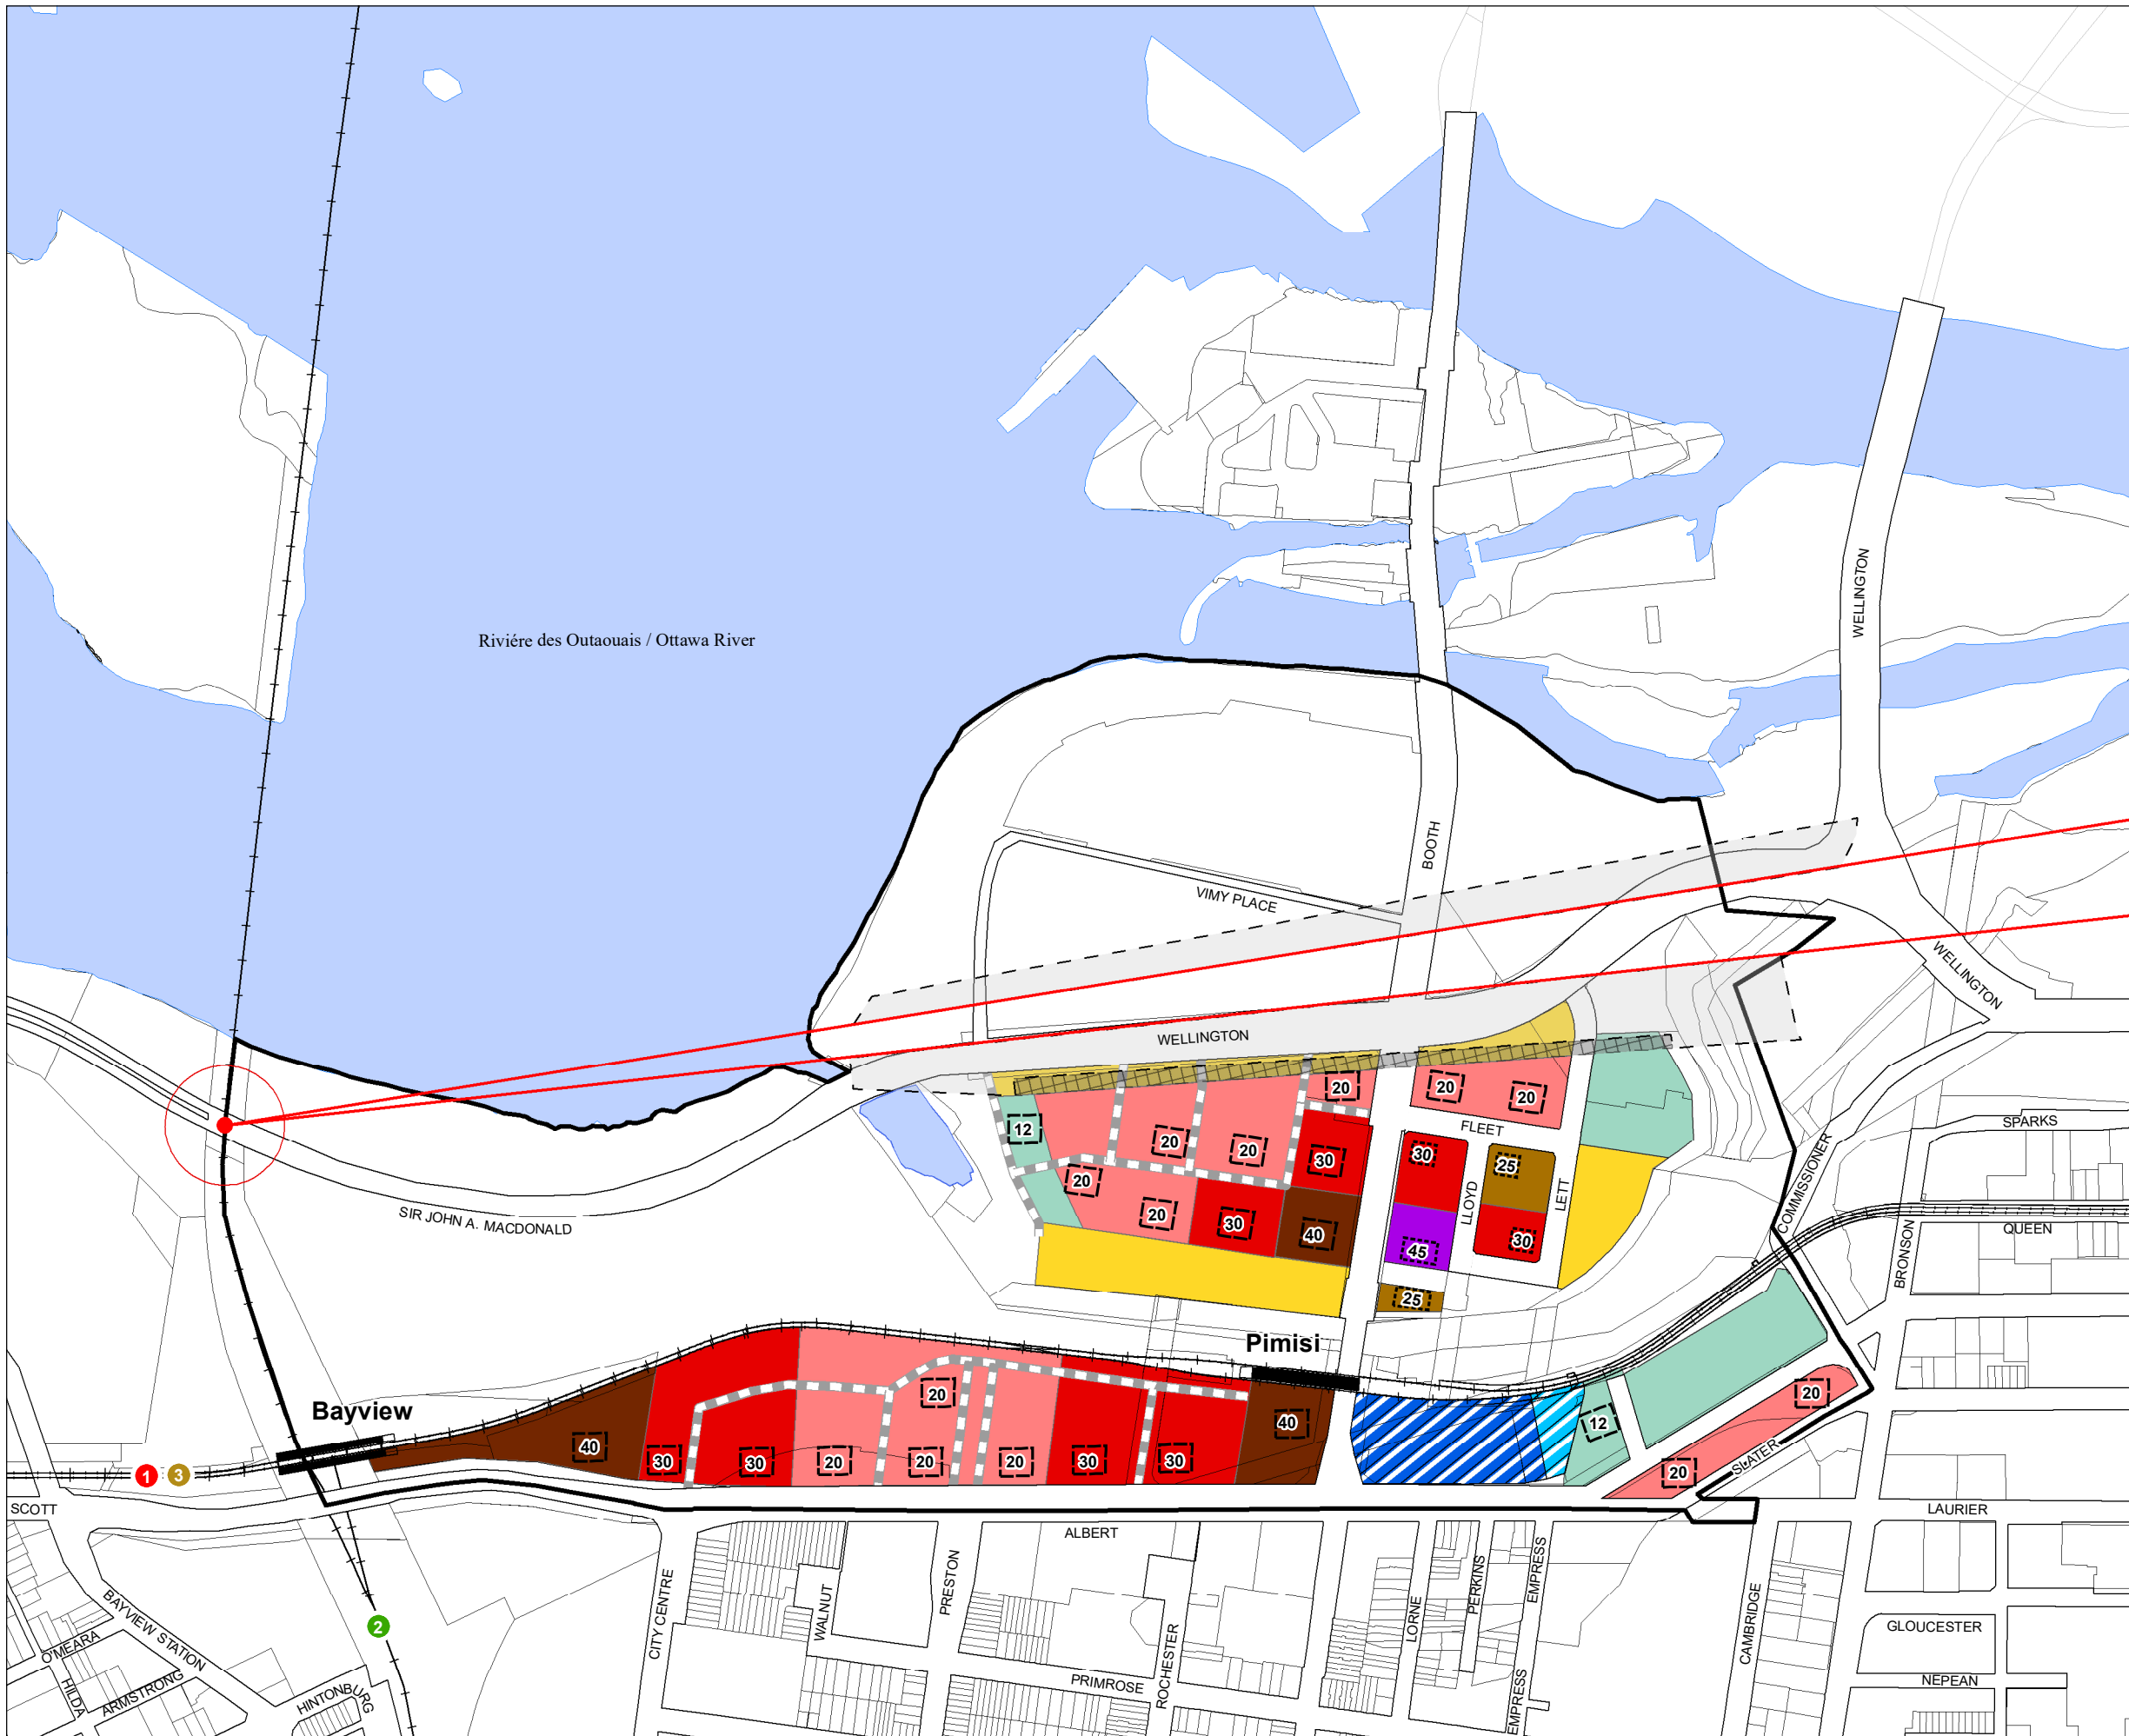 WELLINGTON
Riviére des Outaouais / Ottawa River
BOOTH
VIMY PLACE
WELLINGTON
WELLINGTON
20
20
20
12
20
20
30
FLEET
30
25
SPARKS
COMMISSIONER
20
20
30
40
LLOYD
LETT
45
30
25
SIR JOHN A. MACDONALD
QUEEN
BRONSON
Pimisi
Bayview
20
40
12
20
40
30
30
20
20
20
30
30
20
SLATER
1
3
SCOTT
ALBERT
LAURIER
2
BAYVIEW STATION
O'MEARA
HILDA
ARMSTRONG
HINTONBURG
CITY CENTRE
WALNUT
PRESTON
ROCHESTER
PRIMROSE
LORNE
PERKINS
EMPRESS
EMPRESS
CAMBRIDGE
GLOUCESTER
NEPEAN